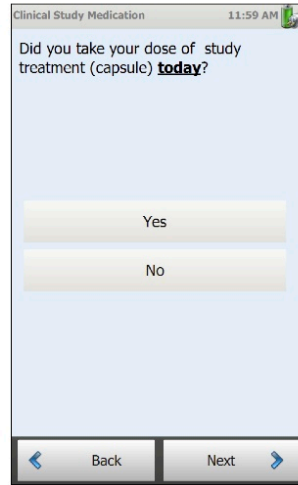 Clinical Study Medication 11:59 AM
Did you take your dose of study
treatment (capsule) today?
Yes
No
Back Next